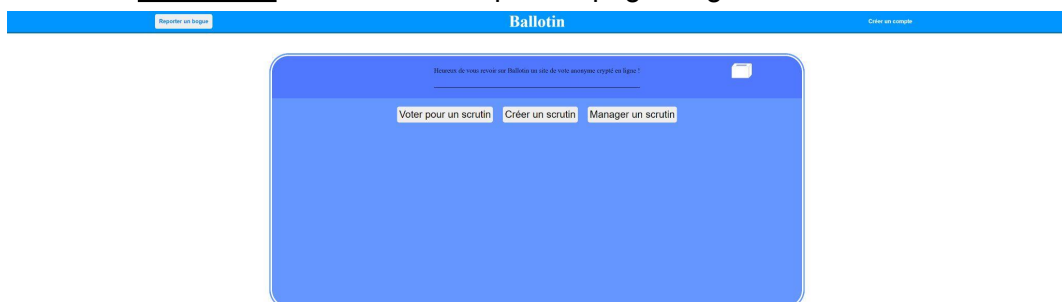 Reporter un bogue
Ballotin
Créer un compte
Heureux de vous revoir sur Ballotin un site de vote anonyme crypté en ligne !
Voter pour un scrutin
Créer un scrutin
Manager un scrutin